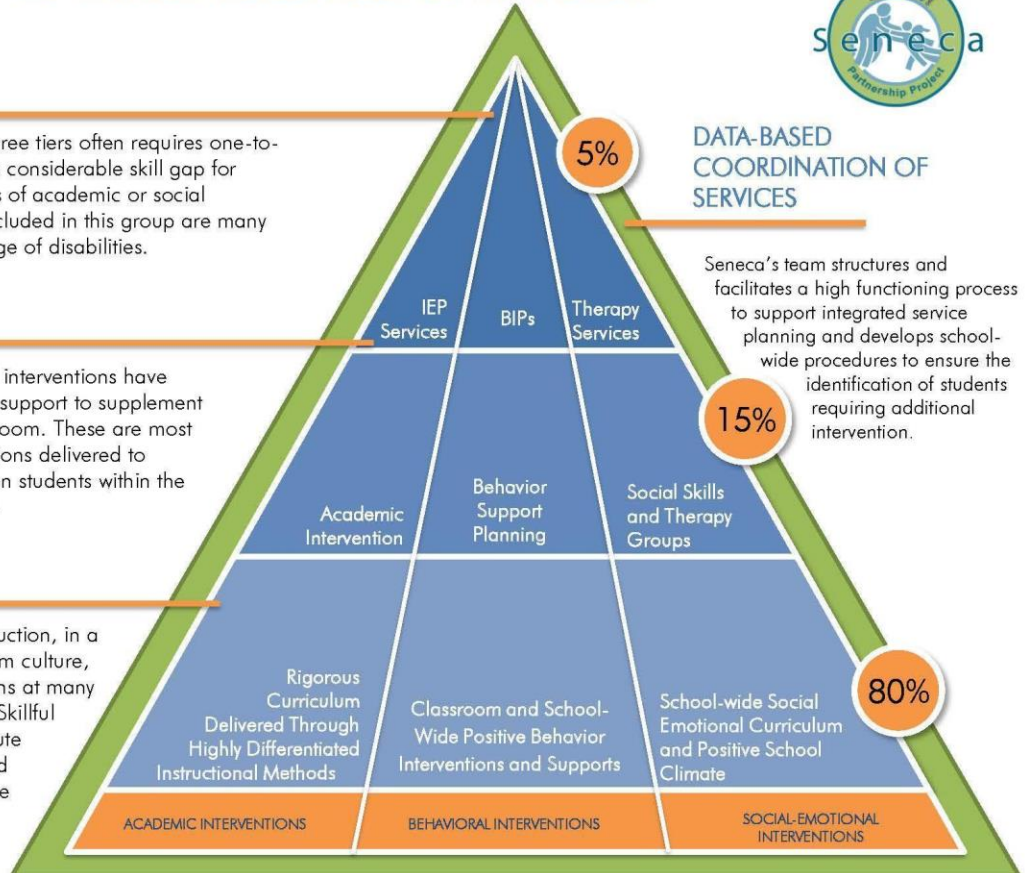 Seneca
Partnership Project
ree tiers often requires one-to-
considerable skill gap for
s of academic or social
cluded in this group are many
ge of disabilities.
5%
DATA-BASED
COORDINATION OF
SERVICES
Seneca's team structures and
facilitates a high functioning process
to support integrated service
planning and develops school-
wide procedures to ensure the
identification of students
requiring additional
intervention.
IEP
Services
BIPs
Therapy
Services
interventions have
support to supplement
oom. These are most
ons delivered to
n students within the
15%
Academic
Intervention
Behavior
Support
Planning
Social Skills
and Therapy
Groups
uction, in a
m culture,
ns at many
Skillful
ute
d
e
80%
Rigorous
Curriculum
Delivered Through
Highly Differentiated
Instructional Methods
Classroom and School-
Wide Positive Behavior
Interventions and Supports
School-wide Social
Emotional Curriculum
and Positive School
Climate
ACADEMIC INTERVENTIONS
BEHAVIORAL INTERVENTIONS
SOCIAL-EMOTIONAL
INTERVENTIONS